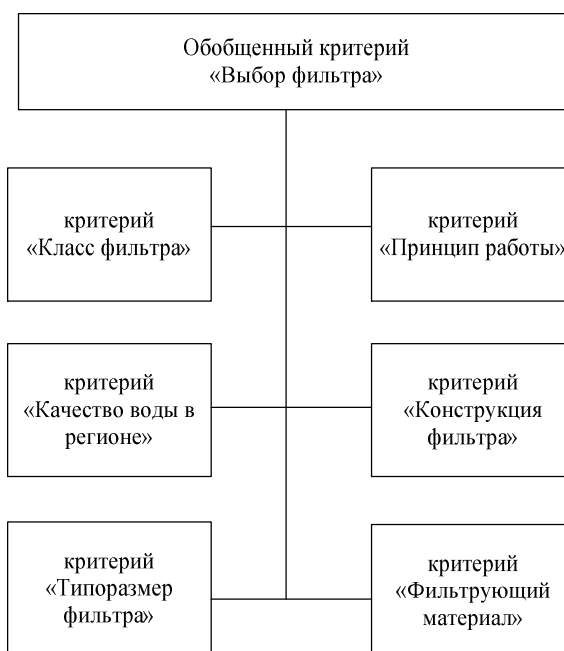 Обобщенный критерий
«Выбор фильтра»
критерий
«Класс фильтра»
критерий
«Принцип работы»
критерий
«Качество воды в
регионе»
критерий
«Конструкция
фильтра»
критерий
«Типоразмер
фильтра»
критерий
«Фильтрующий
материал»